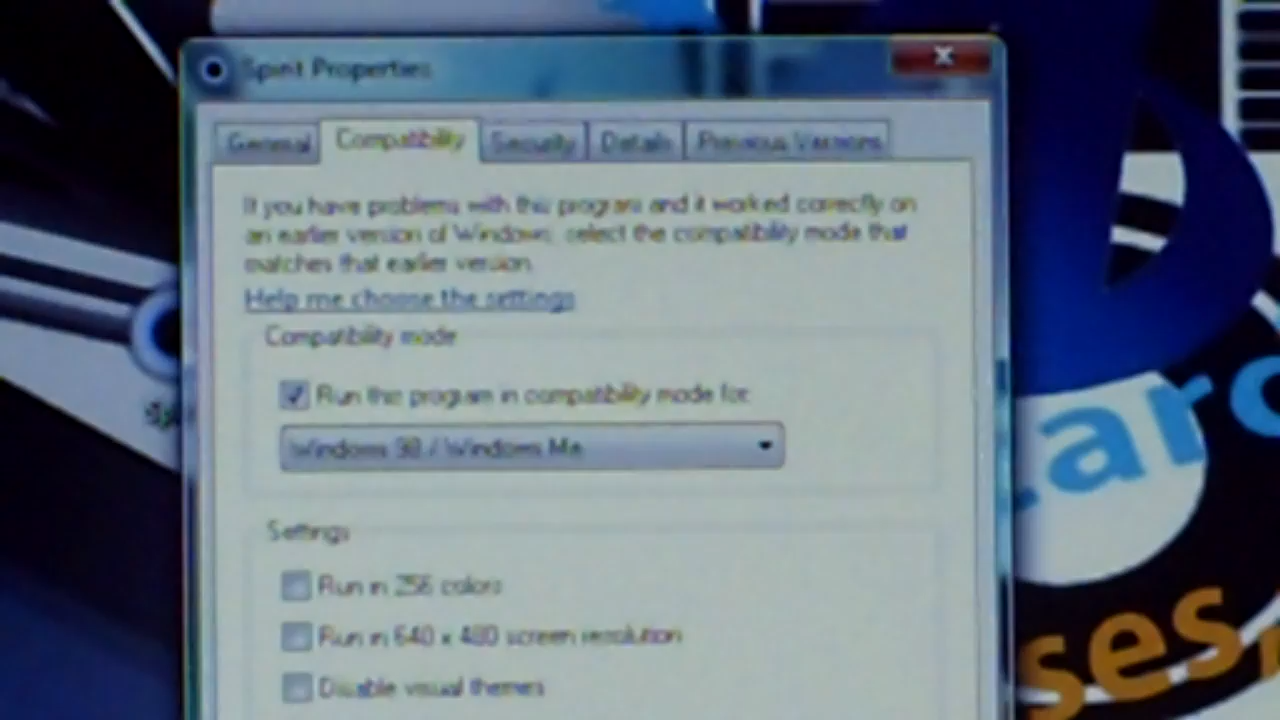 Spirit Properties
General Compatibility Security Details Previous Versions
If you have problems with this program and it worked correctly on
an earlier version of Windows, select the compatibility mode that
matches that earlier version.
Help me choose the settings
Compatibility mode
Run this program in compatibility mode for:
Windows 98 / Windows Me
Settings
Run in 256 colors
Run in 640 x 480 screen resolution
Disable visual themes
ses,